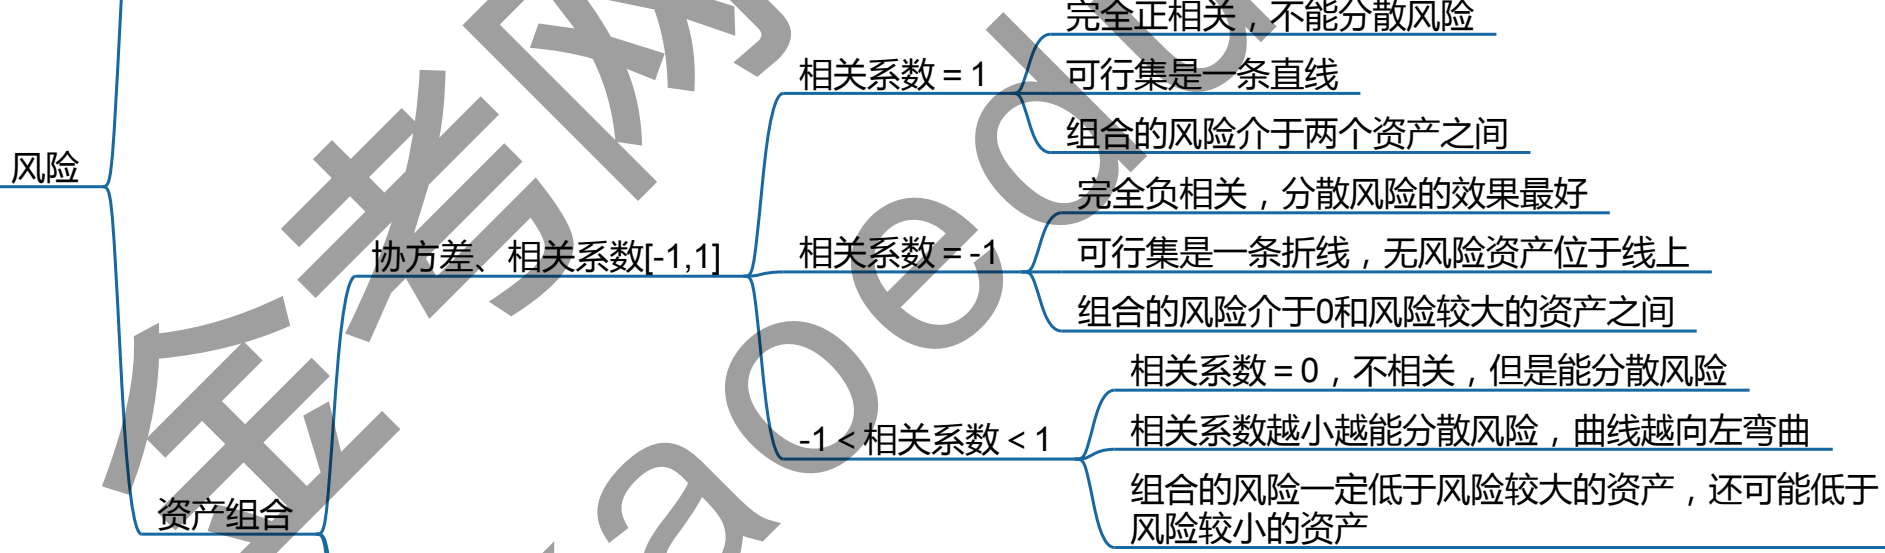 完全正相关，不能分散风险
相关系数＝1
可行集是一条直线
组合的风险介于两个资产之间
风险
完全负相关，分散风险的效果最好
协方差、相关系数[-1,1]
相关系数＝-1
可行集是一条折线，无风险资产位于线上
组合的风险介于0和风险较大的资产之间
相关系数＝0，不相关，但是能分散风险
-1＜相关系数＜1
相关系数越小越能分散风险，曲线越向左弯曲
组合的风险一定低于风险较大的资产，还可能低于
风险较小的资产
资产组合
金考网
aoedu